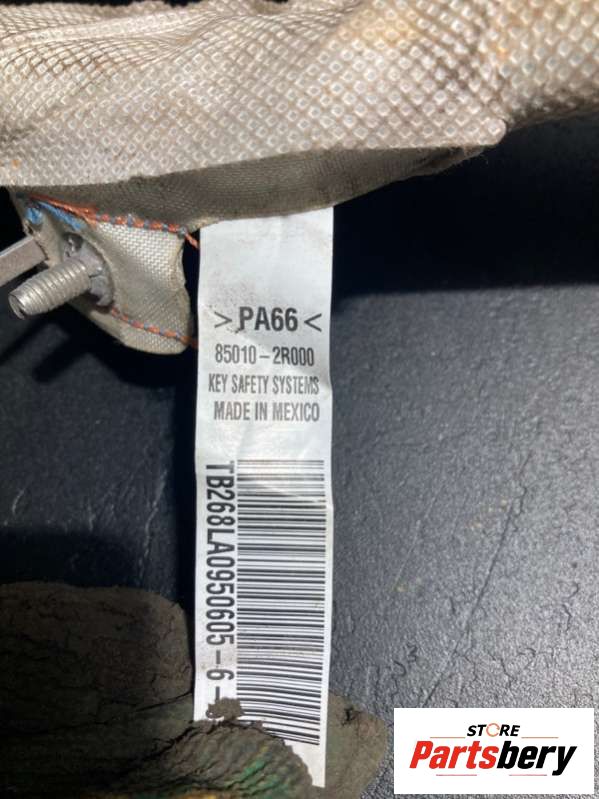 >PA66<
85010-2R000
KEY SAFETY SYSTEMS
MADE IN MEXICO
TB268LA0950605-6-
STORE
Partsbery